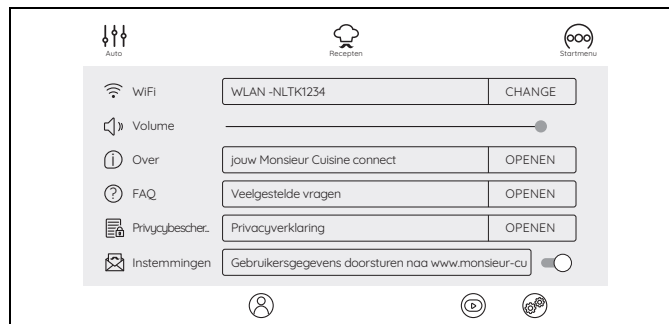 Auto Recepten Startmenu
WiFi WLAN -NLTK1234 CHANGE
Volume
Over jouw Monsieur Cuisine connect OPENEN
FAQ Veelgestelde vragen OPENEN
Privycybescher.. Privacyverklaring OPENEN
Instemmingen Gebruikersgegevens doorsturen naa www.monsieur-cu